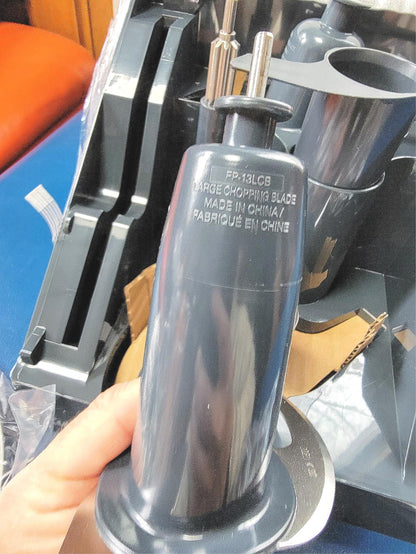 FP-13LCB
LARGE CHOPPING BLADE
MADE IN CHINA/
FABRIQUÉ EN CHINE